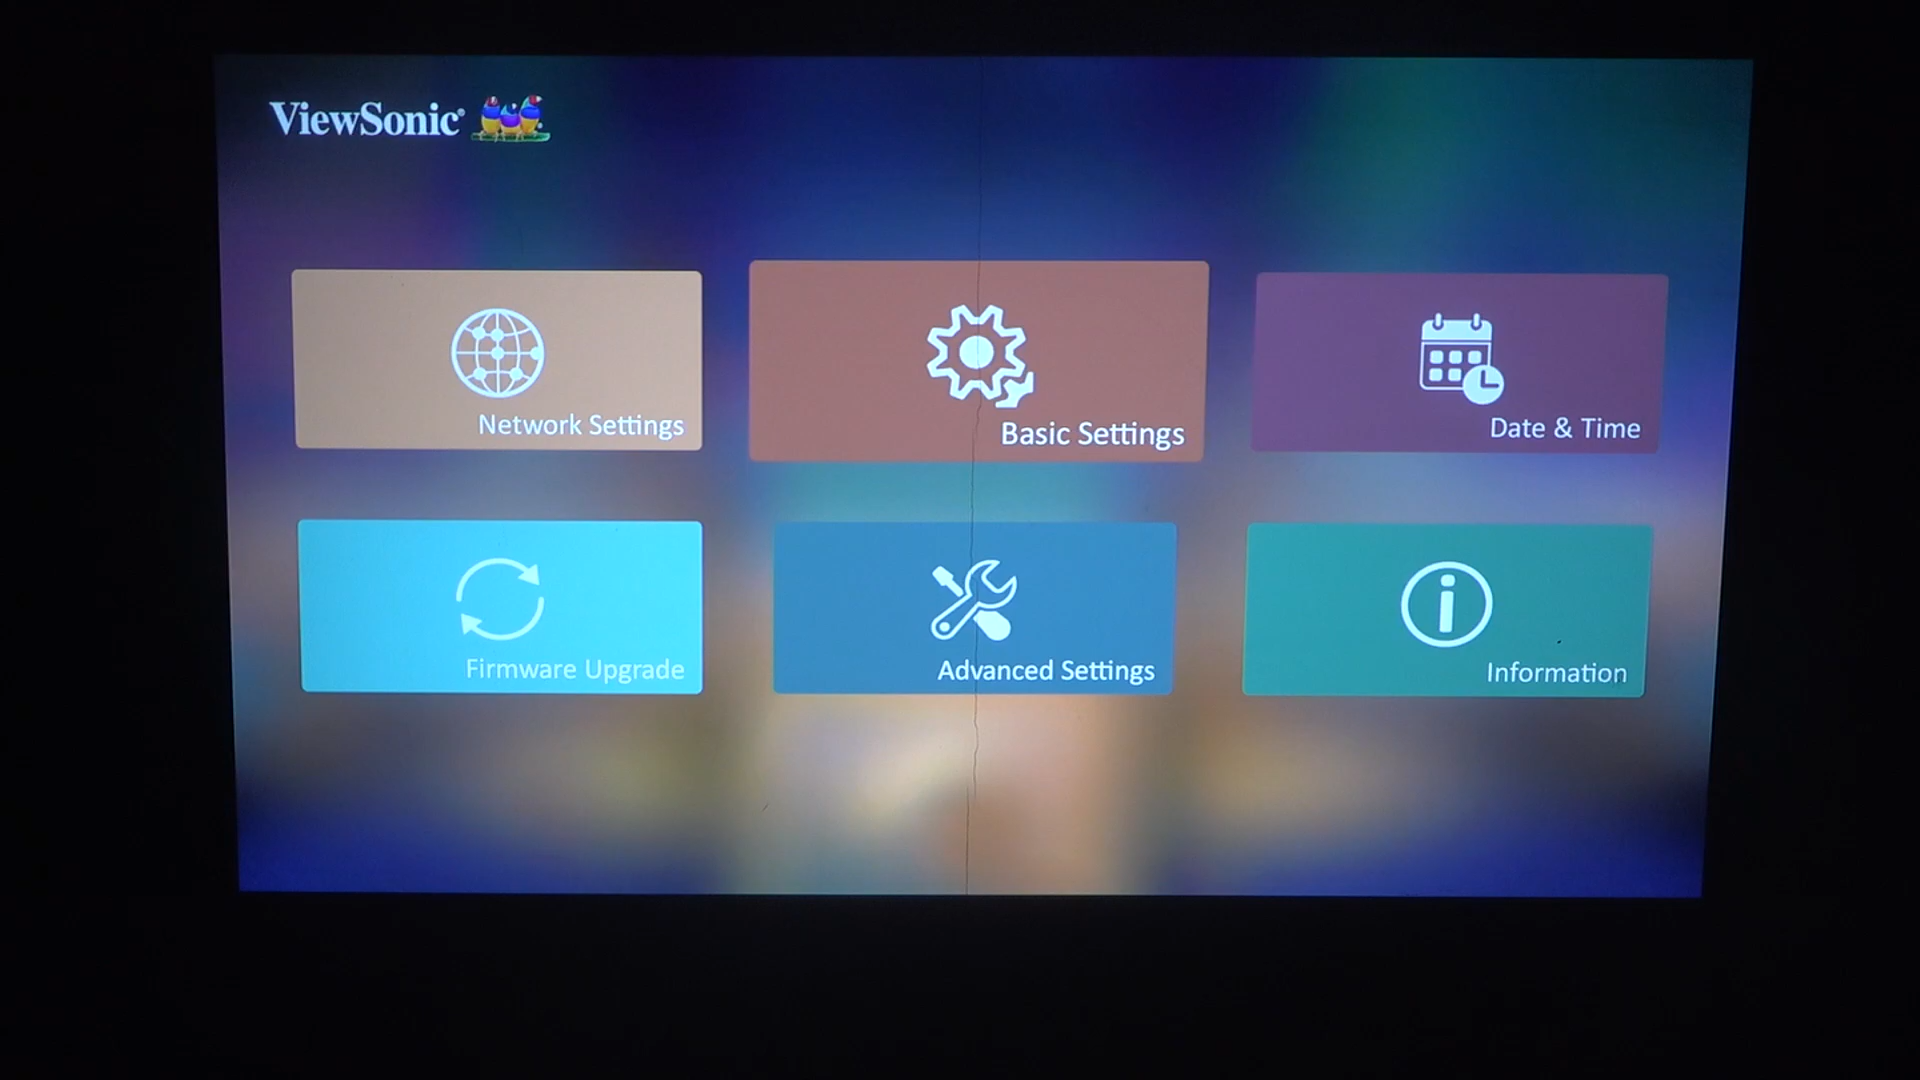 ViewSonic®
Network Settings
Basic Settings
Date & Time
Firmware Upgrade
Advanced Settings
Information